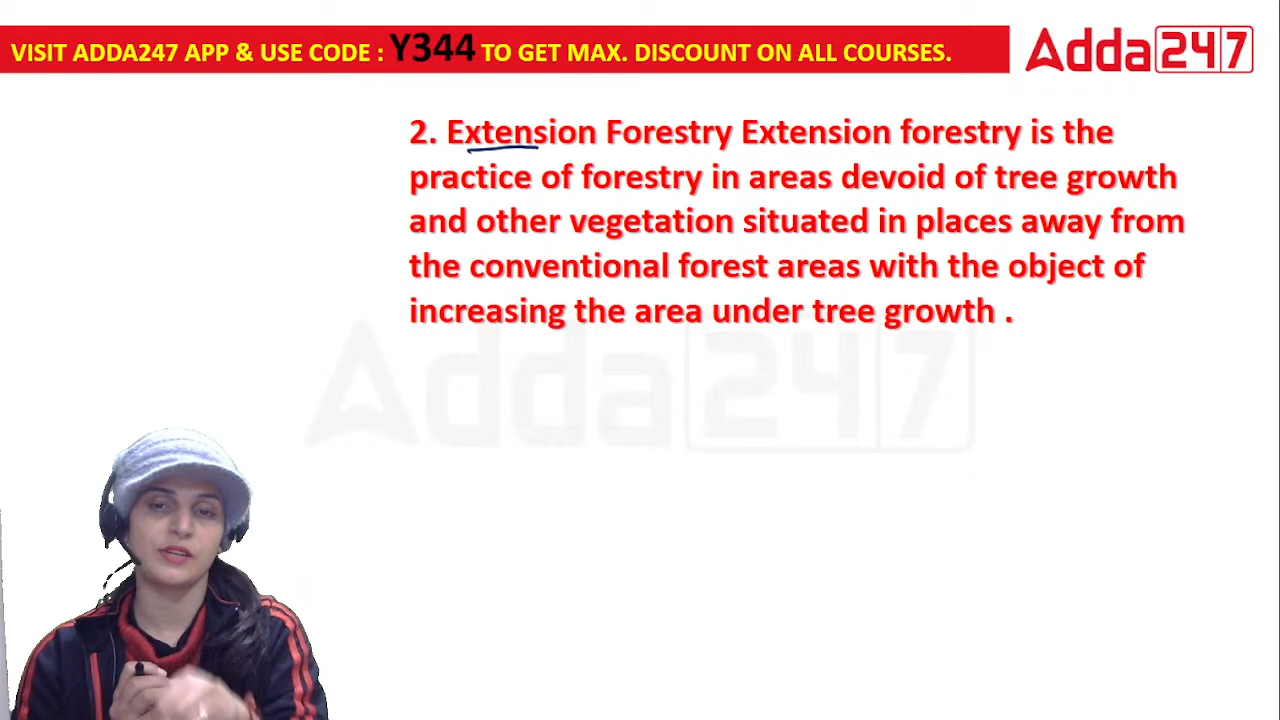 VISIT ADDA247 APP & USE CODE : Y344 TO GET MAX. DISCOUNT ON ALL COURSES.
Adda247
2. Extension Forestry Extension forestry is the
practice of forestry in areas devoid of tree growth
and other vegetation situated in places away from
the conventional forest areas with the object of
increasing the area under tree growth .
Adda247